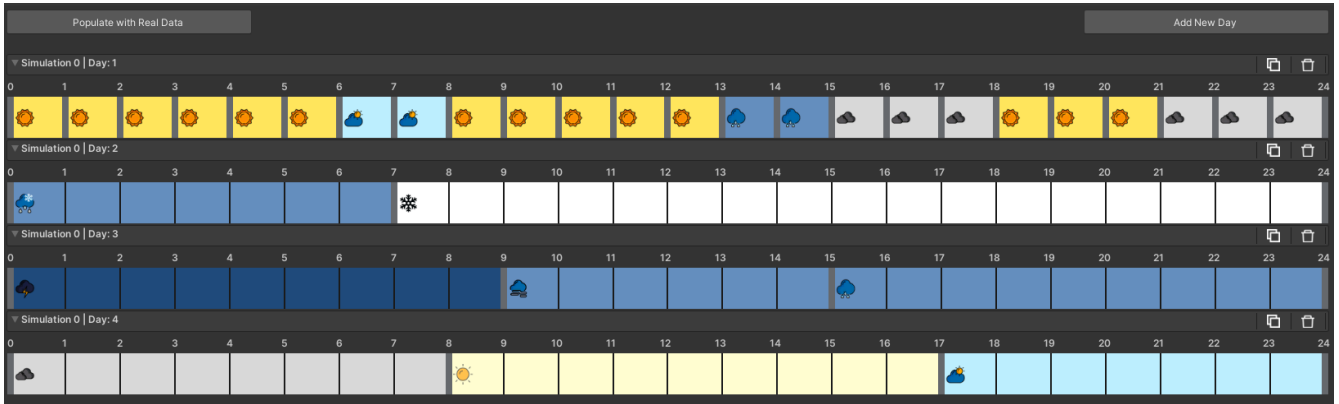 Populate with Real Data Add New Day
Simulation 0 | Day: 1
0 1 2 3 4 5 6 7 8 9 10 11 12 13 14 15 16 17 18 19 20 21 22 23 24
Simulation 0 | Day: 2
0 1 2 3 4 5 6 7 8 9 10 11 12 13 14 15 16 17 18 19 20 21 22 23 24
Simulation 0 | Day: 3
0 1 2 3 4 5 6 7 8 9 10 11 12 13 14 15 16 17 18 19 20 21 22 23 24
Simulation 0 | Day: 4
0 1 2 3 4 5 6 7 8 9 10 11 12 13 14 15 16 17 18 19 20 21 22 23 24